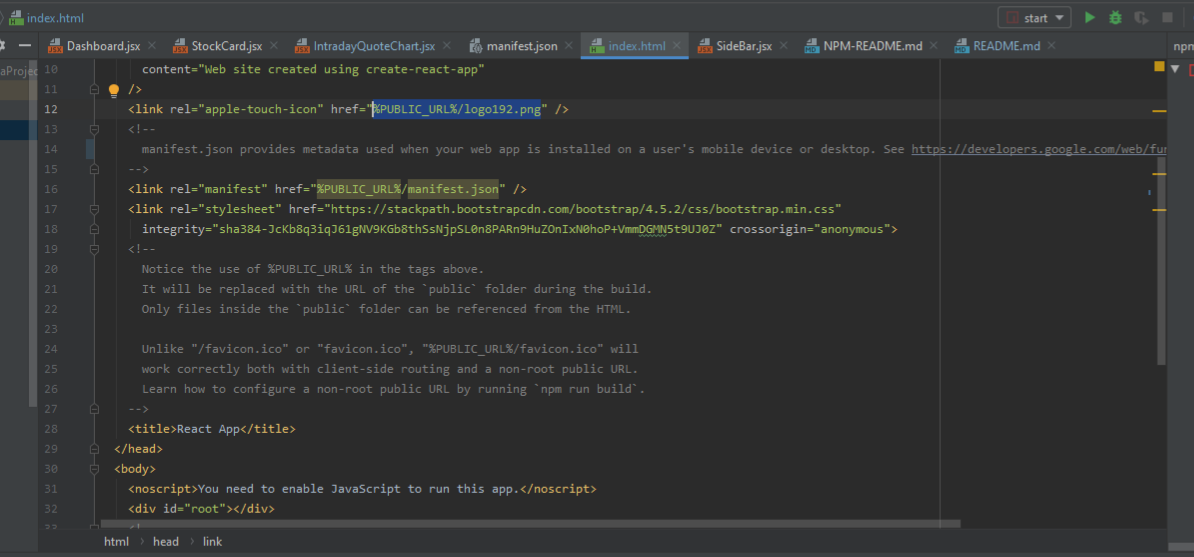 index.html
start
Dashboard.jsx
StockCard.jsx
IntradayQuoteChart.jsx
manifest.json
index.html
SideBar.jsx
NPM-README.md
README.md
npm
aProjec
10 content="Web site created using create-react-app"
11 />
12 <link rel="apple-touch-icon" href="%PUBLIC_URL%/logo192.png" />
13 <!--
14 manifest.json provides metadata used when your web app is installed on a user's mobile device or desktop. See https://developers.google.com/web/fun
15 -->
16 <link rel="manifest" href="%PUBLIC_URL%/manifest.json" />
17 <link rel="stylesheet" href="https://stackpath.bootstrapcdn.com/bootstrap/4.5.2/css/bootstrap.min.css"
18 integrity="sha384-JcKb8q3iqJ61gNV9KGb8thSsNjpSL0n8PARn9HuZOnIxN0hoP+VmmDGMN5t9UJ0Z" crossorigin="anonymous">
19 <!--
20 Notice the use of %PUBLIC_URL% in the tags above.
21 It will be replaced with the URL of the `public` folder during the build.
22 Only files inside the `public` folder can be referenced from the HTML.
23
24 Unlike "/favicon.ico" or "favicon.ico", "%PUBLIC_URL%/favicon.ico" will
25 work correctly both with client-side routing and a non-root public URL.
26 Learn how to configure a non-root public URL by running `npm run build`.
27 -->
28 <title>React App</title>
29 </head>
30 <body>
31 <noscript>You need to enable JavaScript to run this app.</noscript>
32 <div id="root"></div>
33 <!--
html › head › link